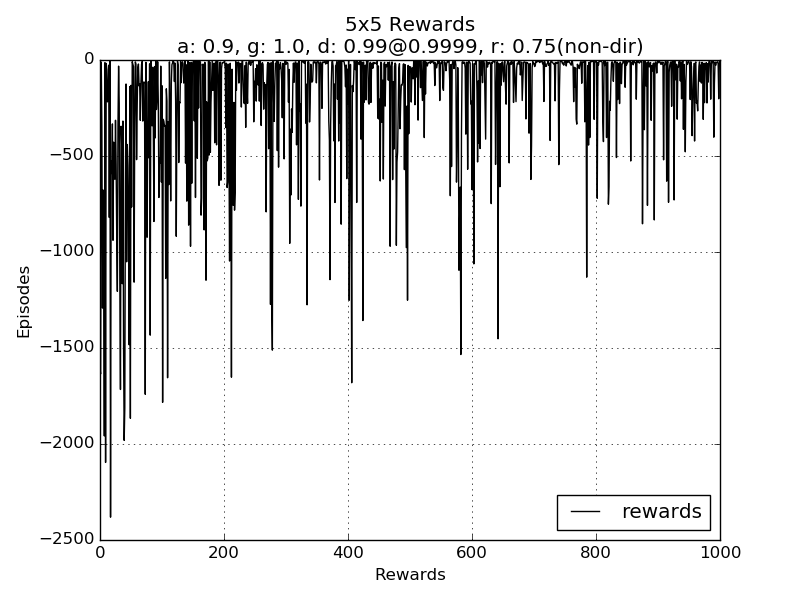 5x5 Rewards
a: 0.9, g: 1.0, d: 0.99@0.9999, r: 0.75(non-dir)
0
−500
−1000
−1500
−2000
−2500
Episodes
rewards
0 200 400 600 800 1000
Rewards